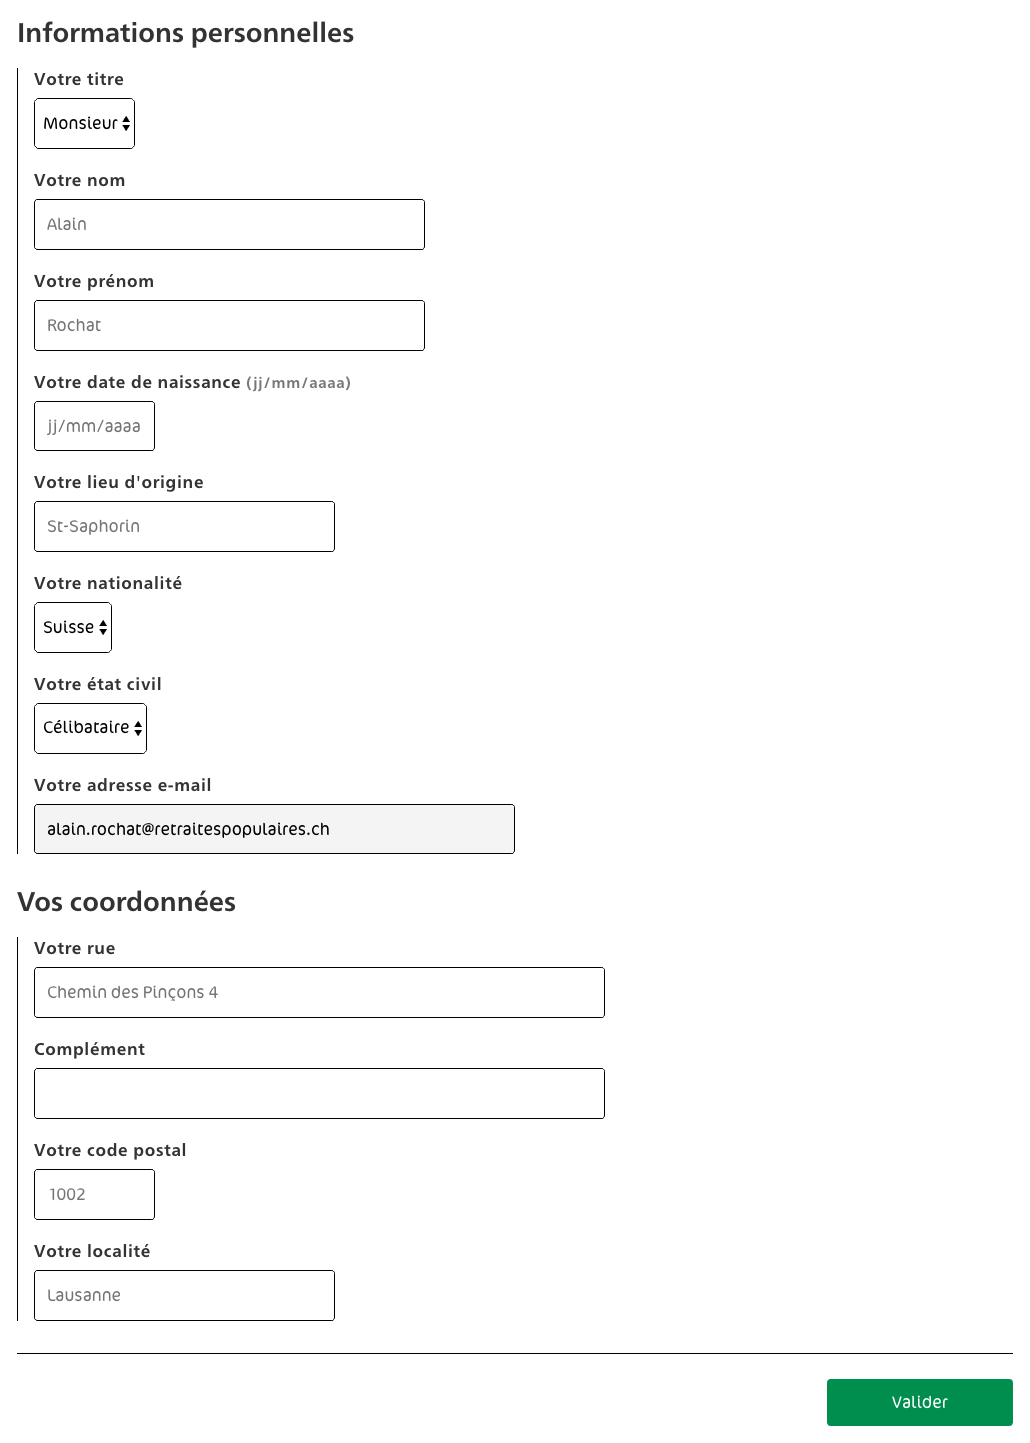 Informations personnelles
Votre titre
Monsieur
Votre nom
Alain
Votre prénom
Rochat
Votre date de naissance (jj/mm/aaaa)
jj/mm/aaaa
Votre lieu d'origine
St-Saphorin
Votre nationalité
Suisse
Votre état civil
Célibataire
Votre adresse e-mail
alain.rochat@retraitespopulaires.ch
Vos coordonnées
Votre rue
Chemin des Pinçons 4
Complément
Votre code postal
1002
Votre localité
Lausanne
Valider